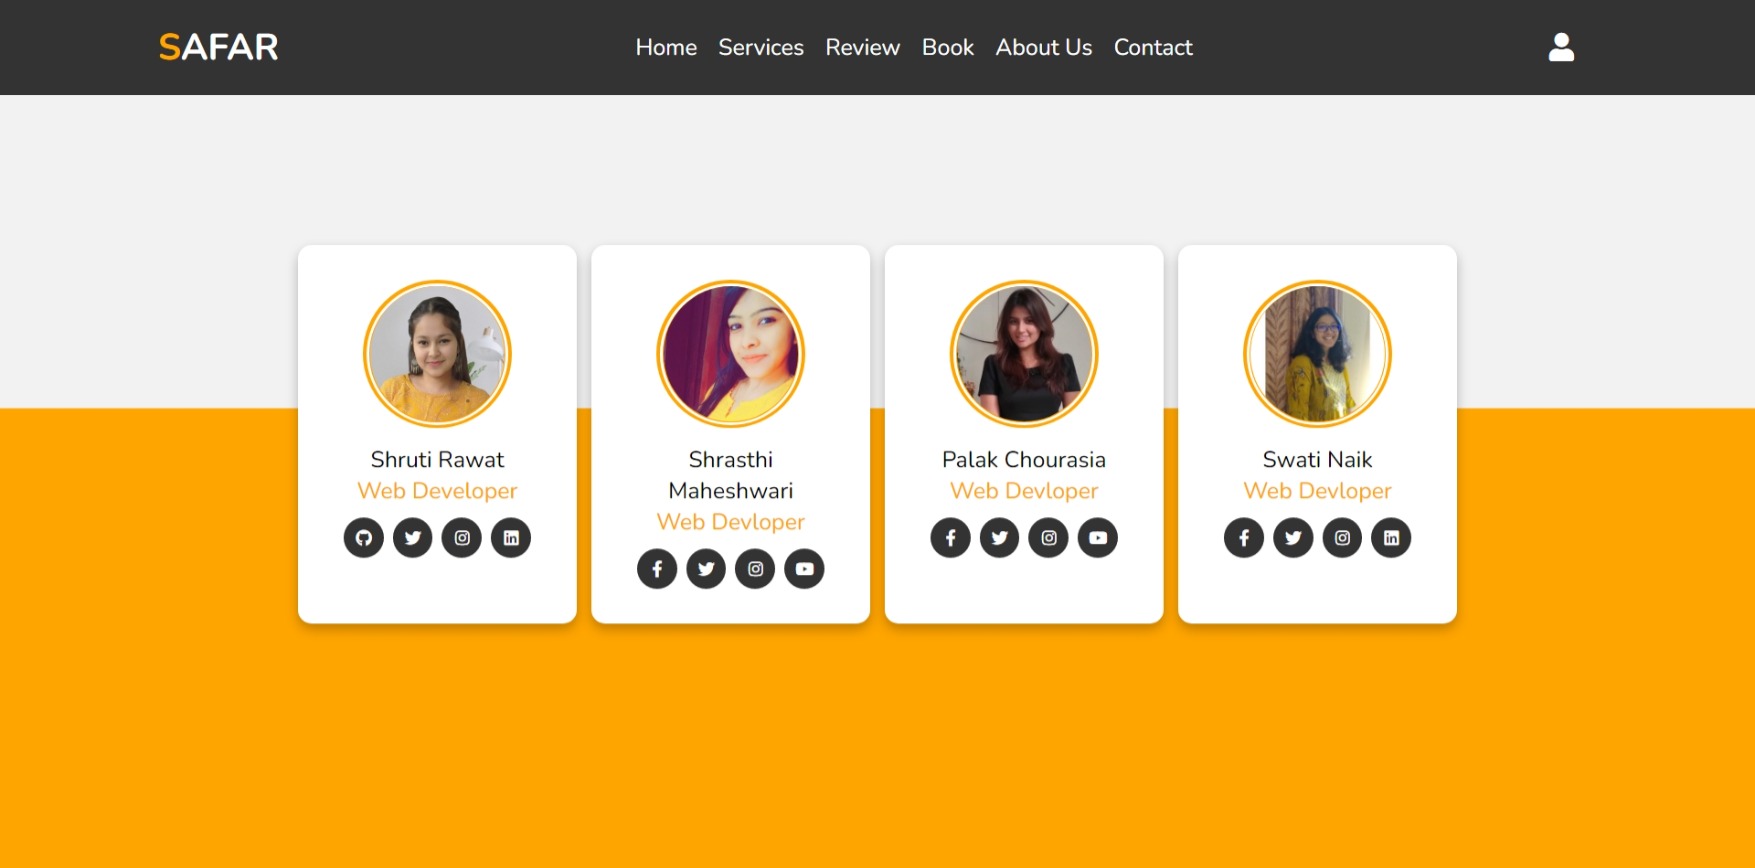 SAFAR
Home Services Review Book About Us Contact
Shruti Rawat
Web Developer
Shrasthi
Maheshwari
Web Devloper
Palak Chourasia
Web Devloper
Swati Naik
Web Devloper